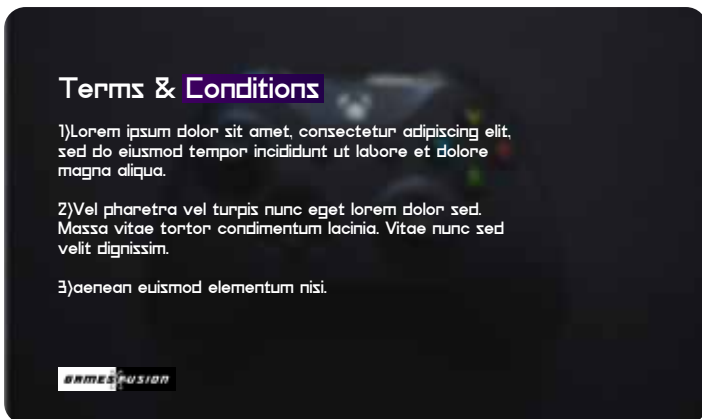 Terms & Conditions
1)Lorem ipsum dolor sit amet, consectetur adipiscing elit,
sed do eiusmod tempor incididunt ut labore et dolore
magna aliqua.
2)Vel pharetra vel turpis nunc eget lorem dolor sed.
Massa vitae tortor condimentum lacinia. Vitae nunc sed
velit dignissim.
3)aenean euismod elementum nisi.
GAMES FUSION